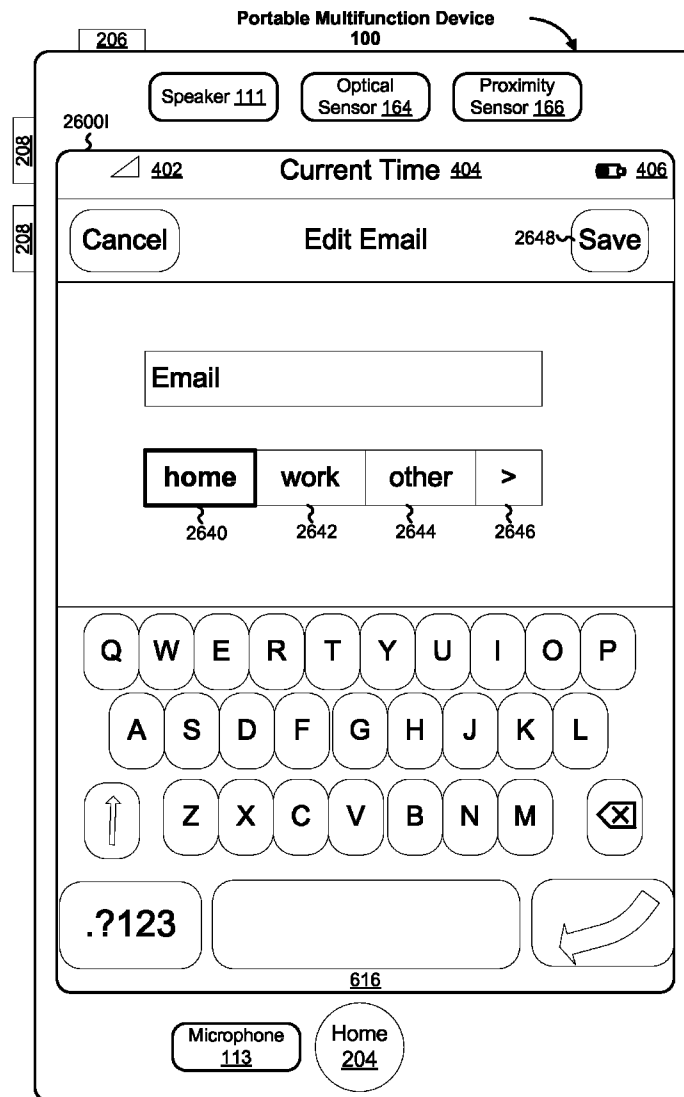 Portable Multifunction Device
100
206
Speaker 111
Optical Sensor 164
Proximity Sensor 166
2600I
208
208
402
Current Time 404
406
Cancel
Edit Email
2648
Save
Email
home
work
other
>
2640
2642
2644
2646
Q W E R T Y U I O P
A S D F G H J K L
Z X C V B N M
.?123
616
Microphone
113
Home
204